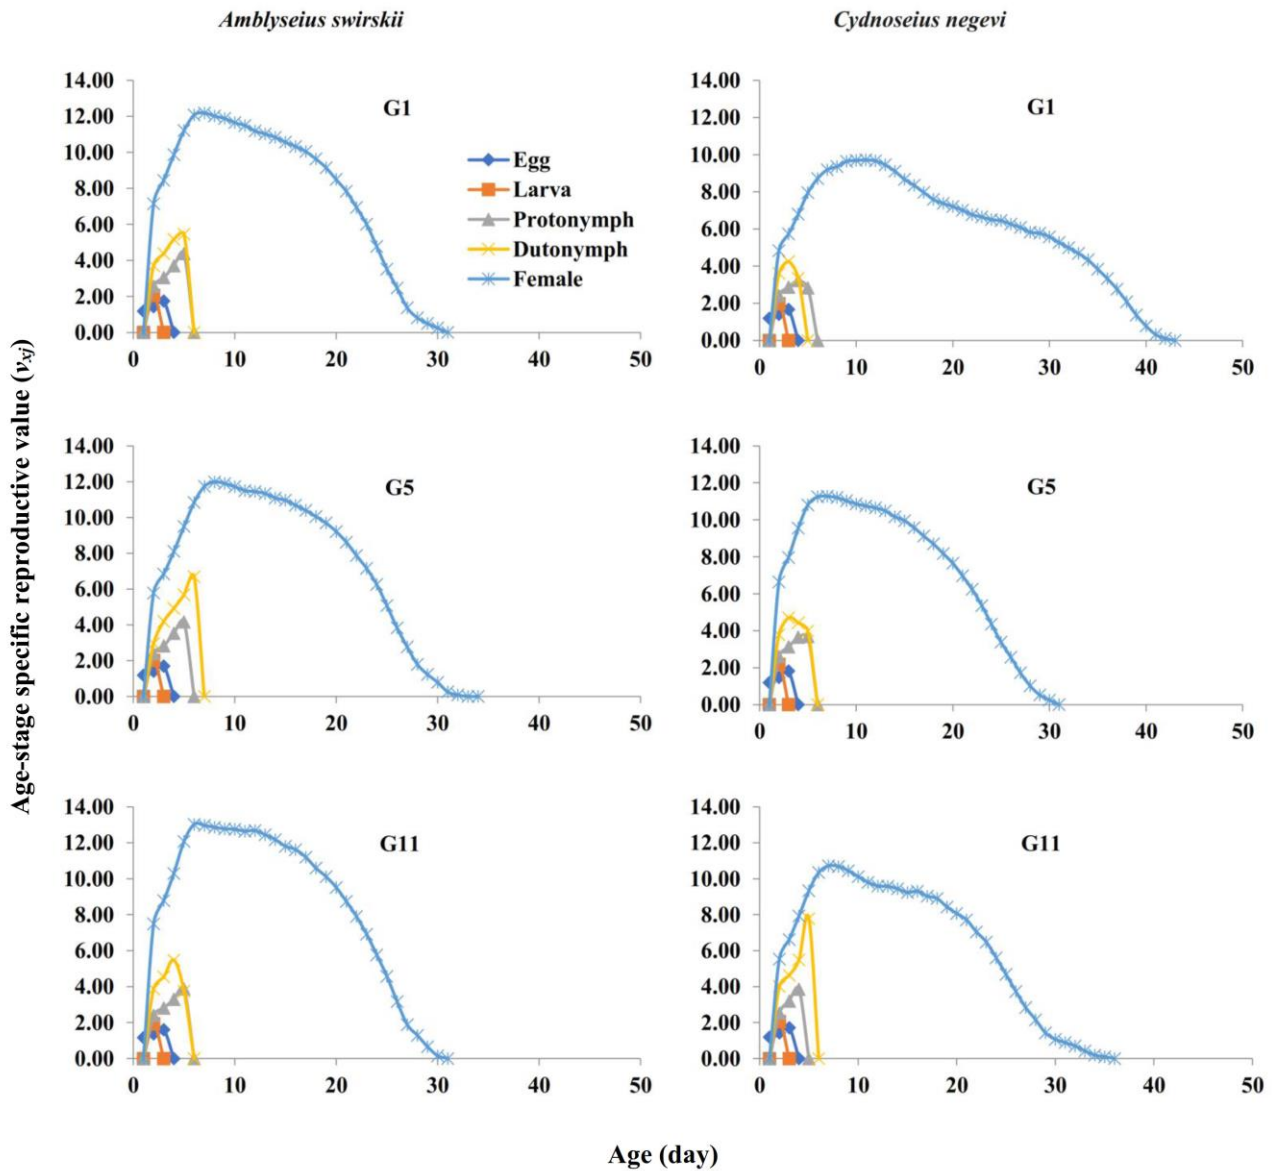 Amblyseius swirskii
Cydnoseius negevi
Age-stage specific reproductive value (vxj)
14.00
12.00
10.00
8.00
6.00
4.00
2.00
0.00
0 10 20 30 40 50
G1
Egg
Larva
Protonymph
Dutonymph
Female
14.00
12.00
10.00
8.00
6.00
4.00
2.00
0.00
0 10 20 30 40 50
G1
14.00
12.00
10.00
8.00
6.00
4.00
2.00
0.00
0 10 20 30 40 50
G5
14.00
12.00
10.00
8.00
6.00
4.00
2.00
0.00
0 10 20 30 40 50
G5
14.00
12.00
10.00
8.00
6.00
4.00
2.00
0.00
0 10 20 30 40 50
G11
14.00
12.00
10.00
8.00
6.00
4.00
2.00
0.00
0 10 20 30 40 50
G11
Age (day)